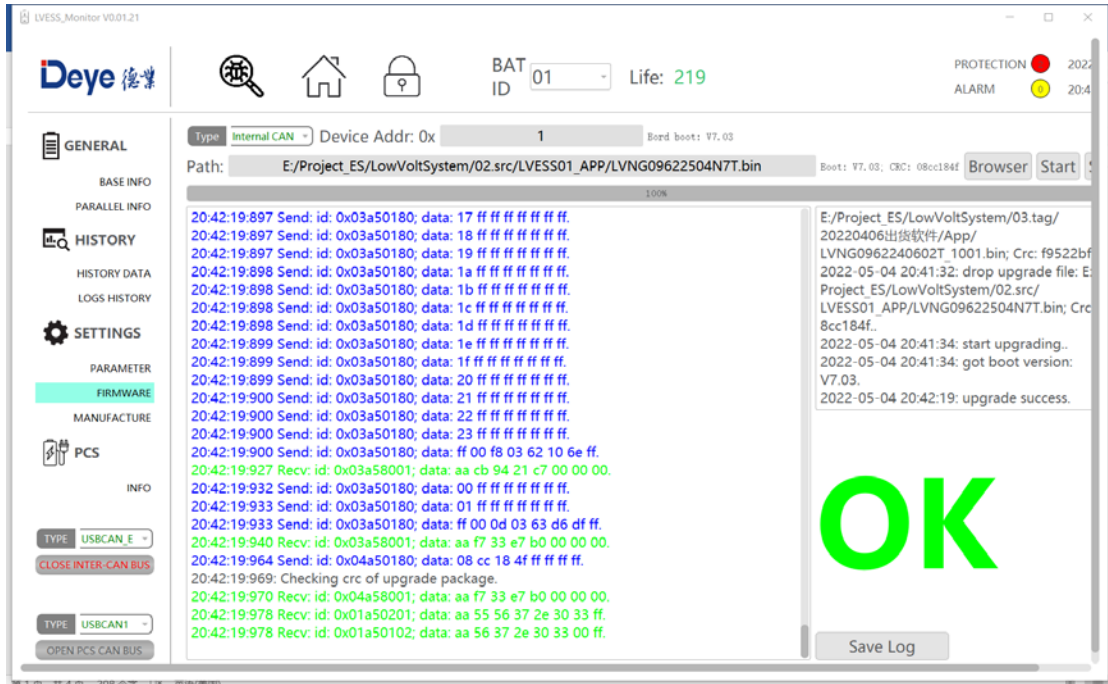 LVESS_Monitor V0.01.21
Deye 德業
BAT ID 01
Life: 219
PROTECTION
2022
ALARM 0
20:4
GENERAL
BASE INFO
PARALLEL INFO
HISTORY
HISTORY DATA
LOGS HISTORY
SETTINGS
PARAMETER
FIRMWARE
MANUFACTURE
PCS
INFO
TYPE USBCAN_E
CLOSE INTER-CAN BUS
TYPE USBCAN1
OPEN PCS CAN BUS
Type Internal CAN Device Addr: 0x 1 Bord boot: V7.03
Path: E:/Project_ES/LowVoltSystem/02.src/LVESS01_APP/LVNG09622504N7T.bin Boot: V7.03, CRC: 08cc184f Browser Start
100%
20:42:19:897 Send: id: 0x03a50180; data: 17 ff ff ff ff ff ff ff.
20:42:19:897 Send: id: 0x03a50180; data: 18 ff ff ff ff ff ff ff.
20:42:19:897 Send: id: 0x03a50180; data: 19 ff ff ff ff ff ff ff.
20:42:19:898 Send: id: 0x03a50180; data: 1a ff ff ff ff ff ff ff.
20:42:19:898 Send: id: 0x03a50180; data: 1b ff ff ff ff ff ff ff.
20:42:19:898 Send: id: 0x03a50180; data: 1c ff ff ff ff ff ff ff.
20:42:19:898 Send: id: 0x03a50180; data: 1d ff ff ff ff ff ff ff.
20:42:19:899 Send: id: 0x03a50180; data: 1e ff ff ff ff ff ff ff.
20:42:19:899 Send: id: 0x03a50180; data: 1f ff ff ff ff ff ff ff.
20:42:19:899 Send: id: 0x03a50180; data: 20 ff ff ff ff ff ff ff.
20:42:19:900 Send: id: 0x03a50180; data: 21 ff ff ff ff ff ff ff.
20:42:19:900 Send: id: 0x03a50180; data: 22 ff ff ff ff ff ff ff.
20:42:19:900 Send: id: 0x03a50180; data: 23 ff ff ff ff ff ff ff.
20:42:19:900 Send: id: 0x03a50180; data: ff 00 f8 03 62 10 6e ff.
20:42:19:927 Recv: id: 0x03a58001; data: aa cb 94 21 c7 00 00 00.
20:42:19:932 Send: id: 0x03a50180; data: 00 ff ff ff ff ff ff ff.
20:42:19:933 Send: id: 0x03a50180; data: 01 ff ff ff ff ff ff ff.
20:42:19:933 Send: id: 0x03a50180; data: ff 00 0d 03 63 d6 df ff.
20:42:19:940 Recv: id: 0x03a58001; data: aa f7 33 e7 b0 00 00 00.
20:42:19:964 Send: id: 0x04a50180; data: 08 cc 18 4f ff ff ff ff.
20:42:19:969: Checking crc of upgrade package.
20:42:19:970 Recv: id: 0x04a58001; data: aa f7 33 e7 b0 00 00 00.
20:42:19:978 Recv: id: 0x01a50201; data: aa 55 56 37 2e 30 33 ff.
20:42:19:978 Recv: id: 0x01a50102; data: aa 56 37 2e 30 33 00 ff.
E:/Project_ES/LowVoltSystem/03.tag/
20220406出货软件/App/
LVNG0962240602T_1001.bin; Crc: f9522bf
2022-05-04 20:41:32: drop upgrade file: E:
Project_ES/LowVoltSystem/02.src/
LVESS01_APP/LVNG09622504N7T.bin; Crc
8cc184f..
2022-05-04 20:41:34: start upgrading..
2022-05-04 20:41:34: got boot version:
V7.03.
2022-05-04 20:42:19: upgrade success.
OK
Save Log